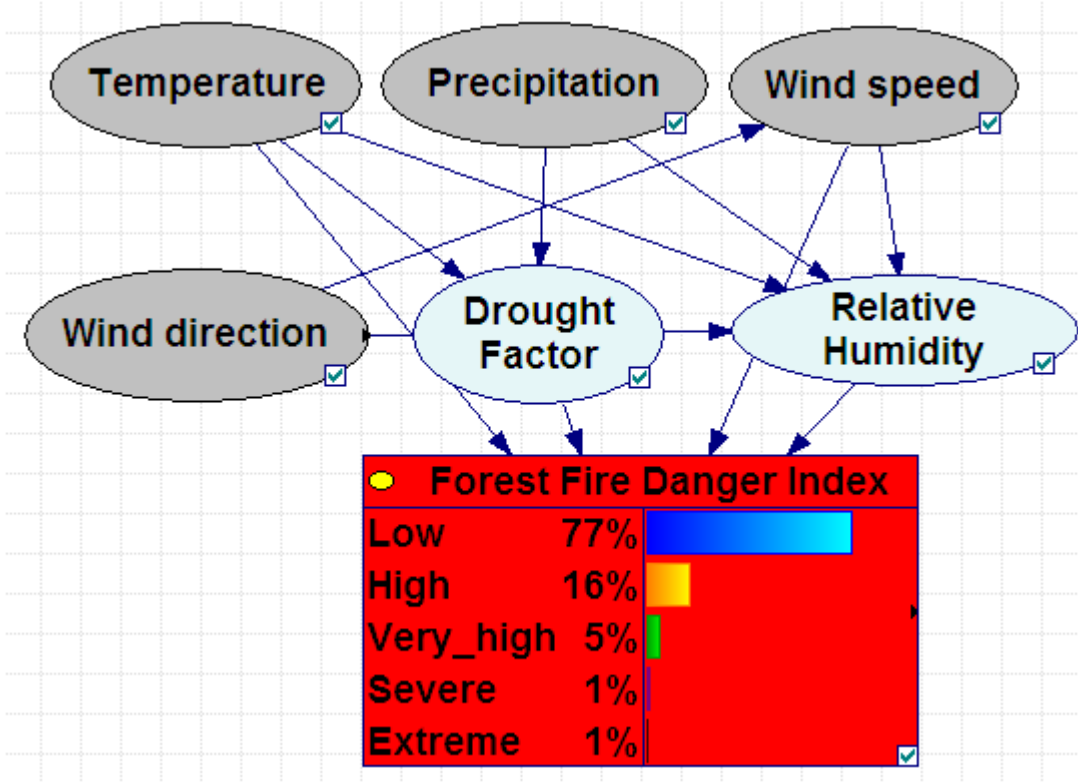 Temperature
Precipitation
Wind speed
Wind direction
Drought
Factor
Relative
Humidity
Forest Fire Danger Index
Low 77%
High 16%
Very_high 5%
Severe 1%
Extreme 1%